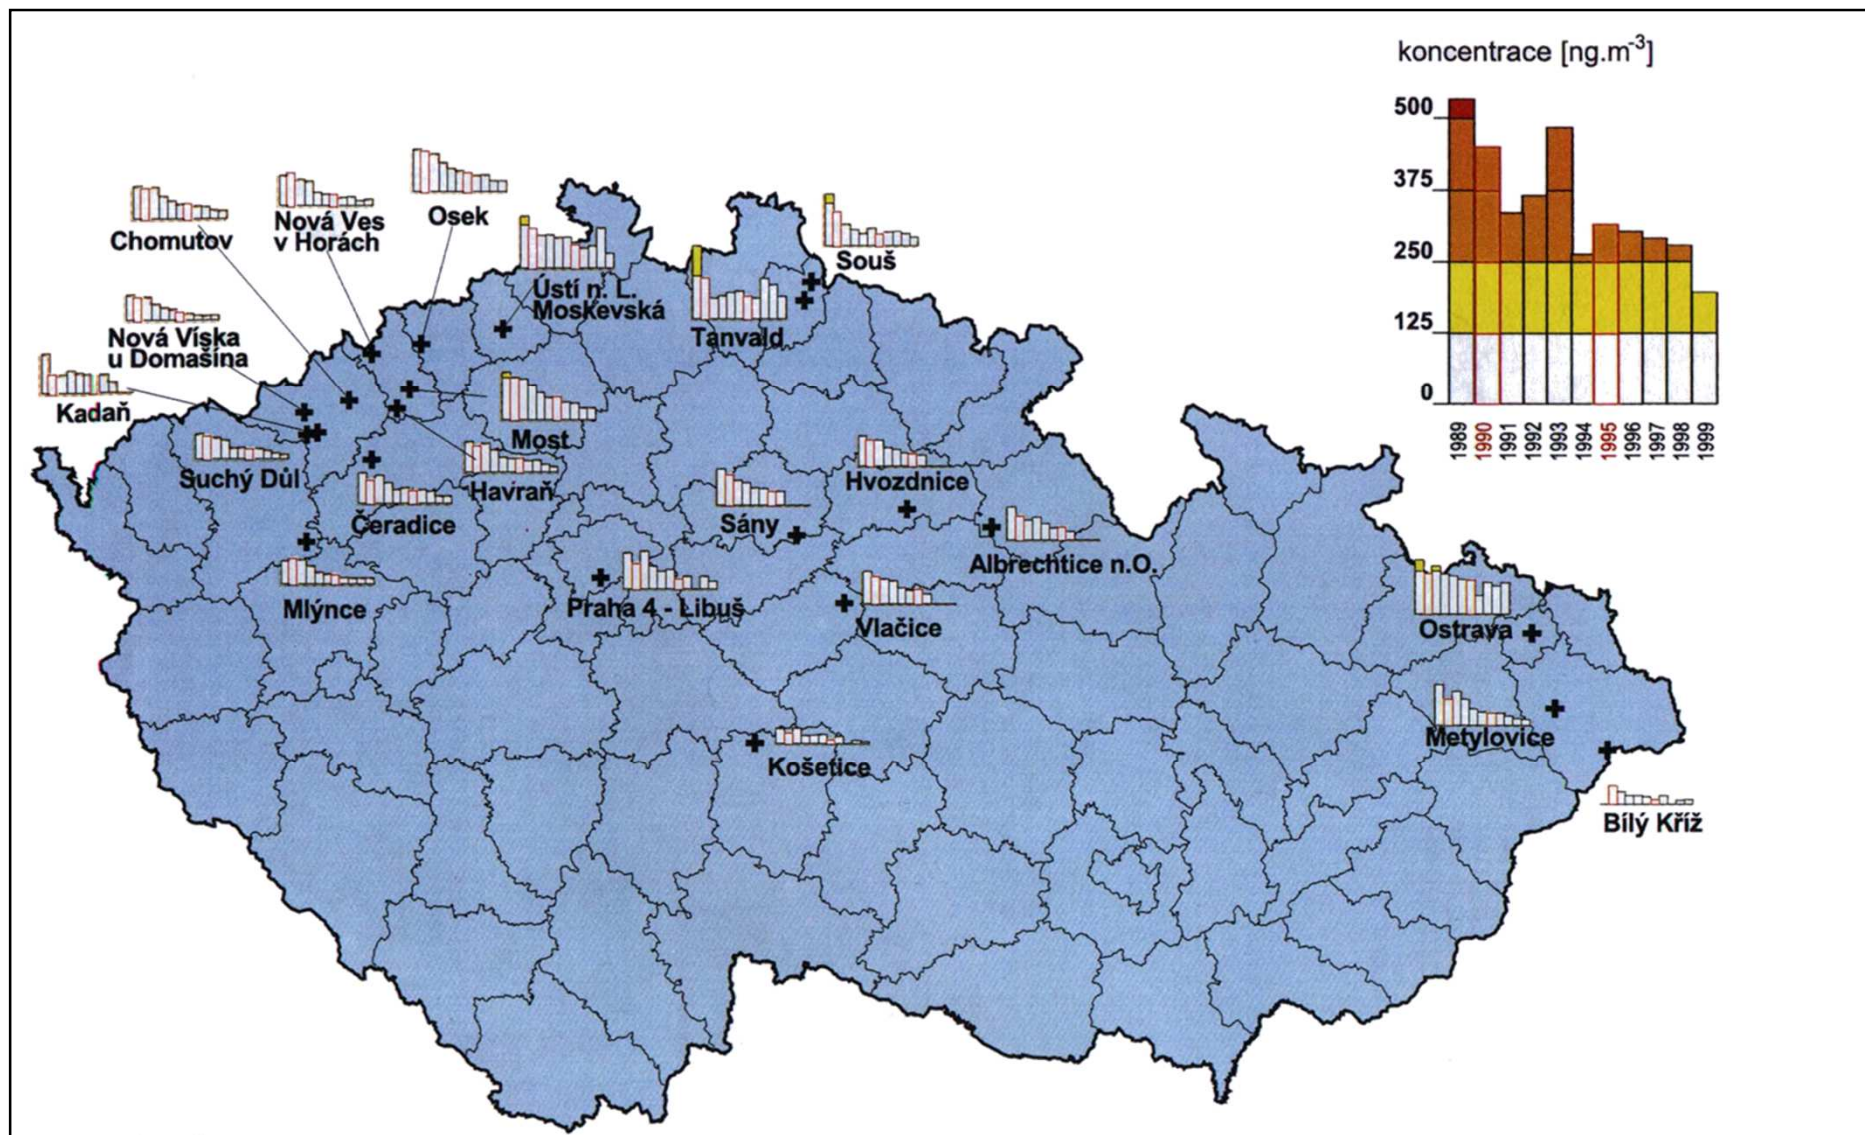 koncentrace [ng.m-3]
500
375
250
125
0
1989
1990
1991
1992
1993
1994
1995
1996
1997
1998
1999
Osek
Nová Ves
v Horách
Chomutov
Souš
Ústí n. L.
Moskevská
Tanvald
Nová Víska
u Domašína
Kadaň
Most
Suchý Důl
Havraň
Hvozdnice
Čeradice
Sány
Albrechtice n.O.
Mlýnce
Praha 4 - Libuš
Vlačice
Ostrava
Metylovice
Košetice
Bílý Kříž